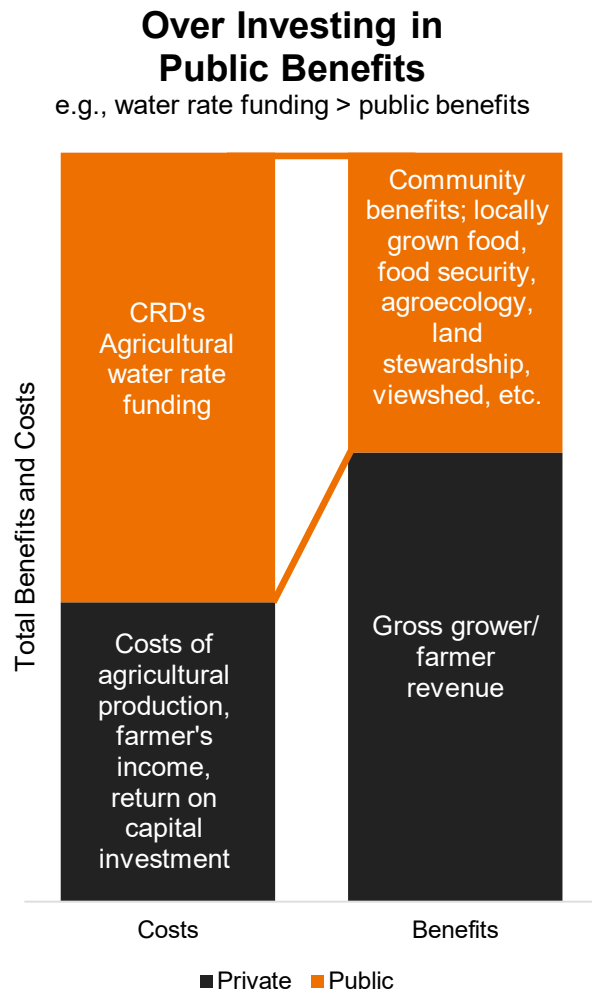 Over Investing in
Public Benefits
e.g., water rate funding > public benefits
Total Benefits and Costs
CRD's
Agricultural
water rate
funding
Costs of
agricultural
production,
farmer's
income,
return on
capital
investment
Community
benefits; locally
grown food,
food security,
agroecology,
land
stewardship,
viewshed, etc.
Gross grower/
farmer
revenue
Costs
Benefits
Private
Public